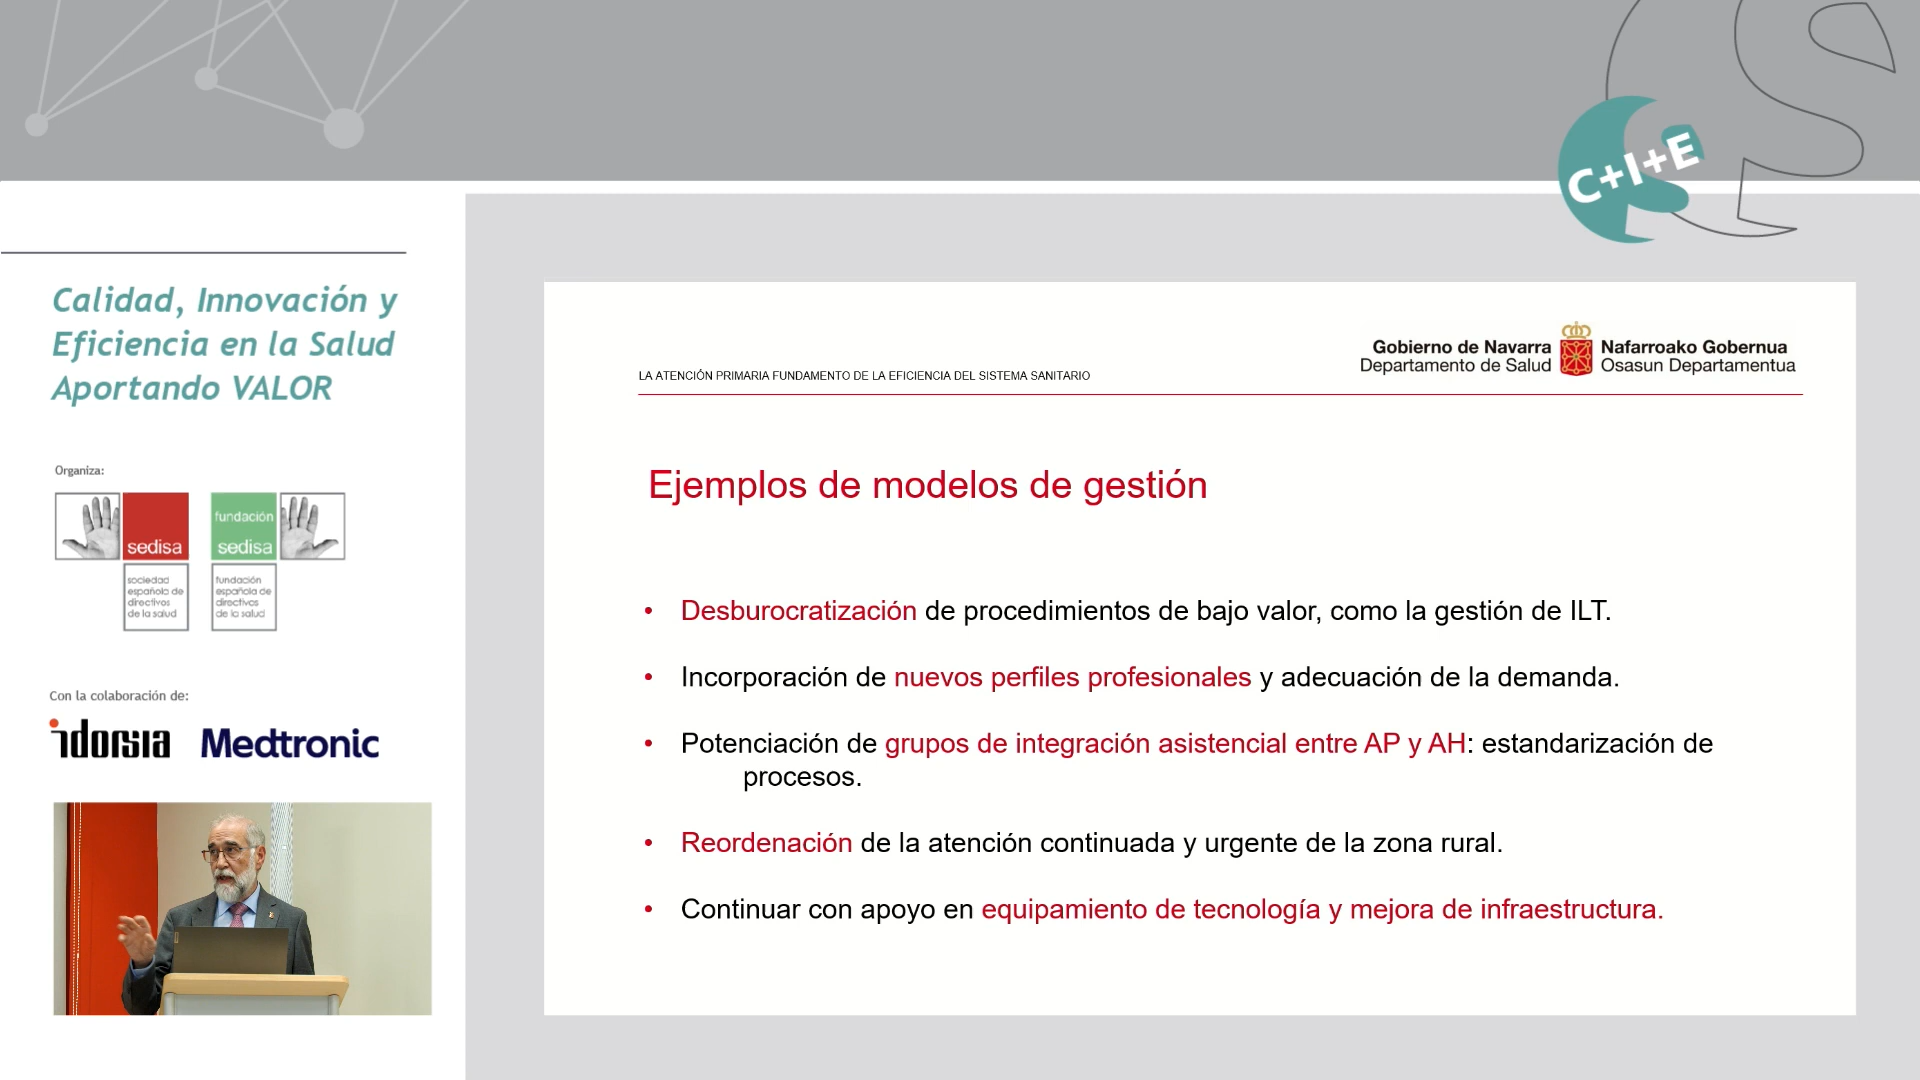 C+I+E
Calidad, Innovación y
Eficiencia en la Salud
Aportando VALOR
Organiza:
sedisa
fundación
sedisa
sociedad
española de
directivos
de la salud
fundación
española de
directivos
de la salud
Con la colaboración de:
idorsia
Medtronic
LA ATENCIÓN PRIMARIA FUNDAMENTO DE LA EFICIENCIA DEL SISTEMA SANITARIO
Gobierno de Navarra
Departamento de Salud
Nafarroako Gobernua
Osasun Departamentua
Ejemplos de modelos de gestión
• Desburocratización de procedimientos de bajo valor, como la gestión de ILT.
• Incorporación de nuevos perfiles profesionales y adecuación de la demanda.
• Potenciación de grupos de integración asistencial entre AP y AH: estandarización de
procesos.
• Reordenación de la atención continuada y urgente de la zona rural.
• Continuar con apoyo en equipamiento de tecnología y mejora de infraestructura.